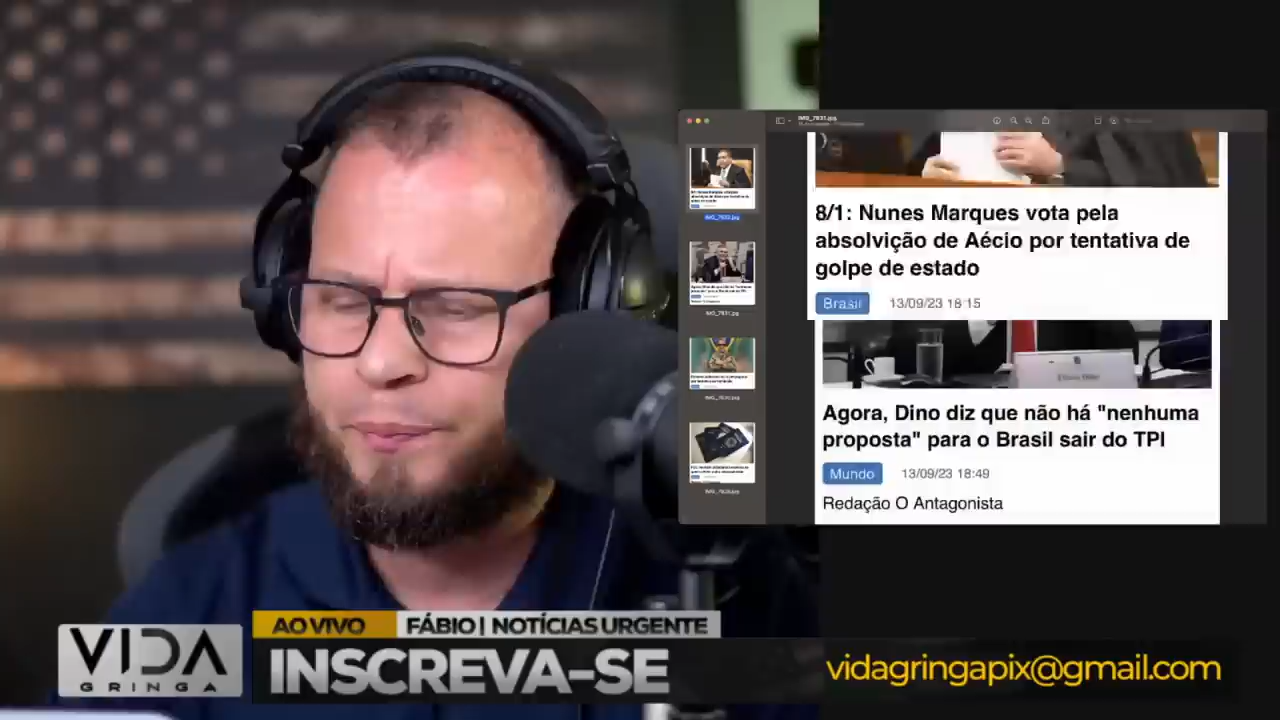 8/1: Nunes Marques vota pela
absolvição de Aécio por tentativa de
golpe de estado
Brasil 13/09/23 18:15
Agora, Dino diz que não há "nenhuma
proposta" para o Brasil sair do TPI
Mundo 13/09/23 18:49
Redação O Antagonista
AO VIVO FÁBIO | NOTÍCIAS URGENTE
VIDA
GRINGA
INSCREVA-SE
vidagringapix@gmail.com